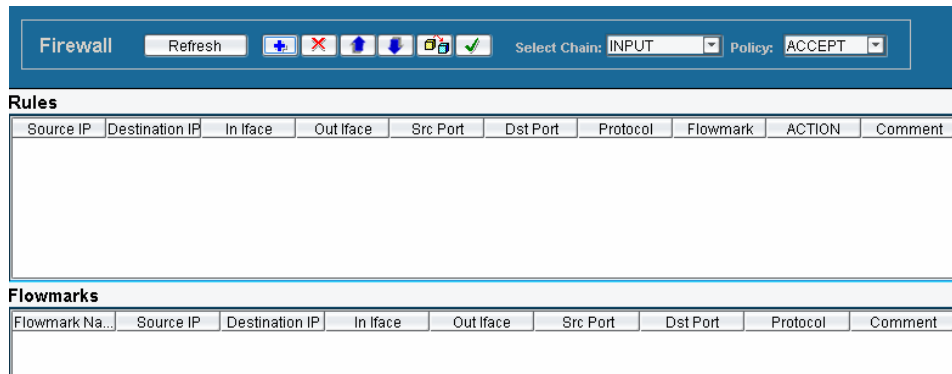 Firewall Refresh Select Chain: INPUT Policy: ACCEPT
Rules
Source IP Destination IP In Iface Out Iface Src Port Dst Port Protocol Flowmark ACTION Comment
Flowmarks
Flowmark Na... Source IP Destination IP In Iface Out Iface Src Port Dst Port Protocol Comment